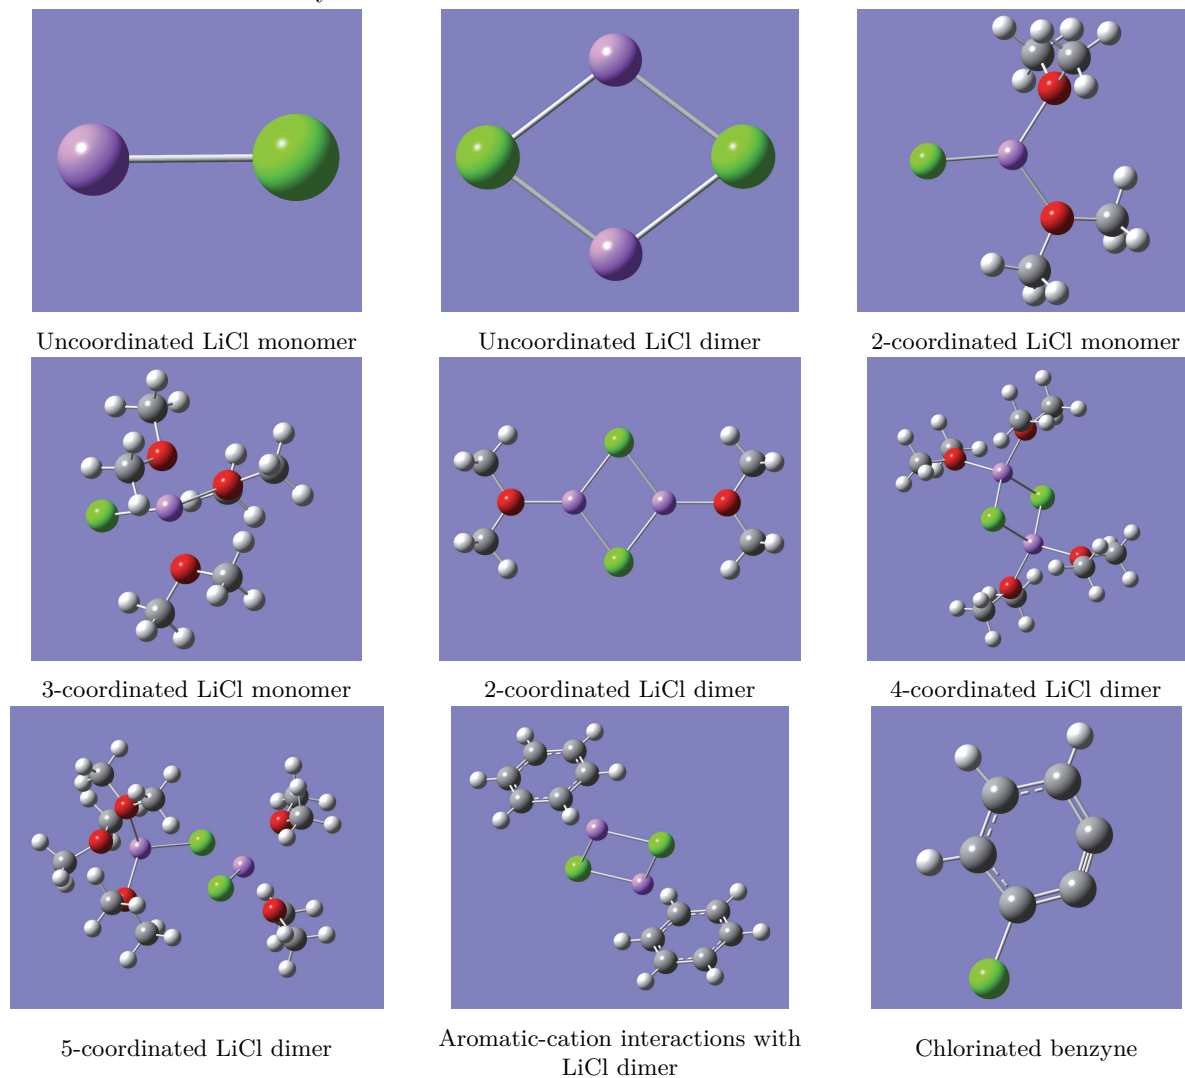 Uncoordinated LiCl monomer
Uncoordinated LiCl dimer
2-coordinated LiCl monomer
3-coordinated LiCl monomer
2-coordinated LiCl dimer
4-coordinated LiCl dimer
5-coordinated LiCl dimer
Aromatic-cation interactions with
LiCl dimer
Chlorinated benzyne